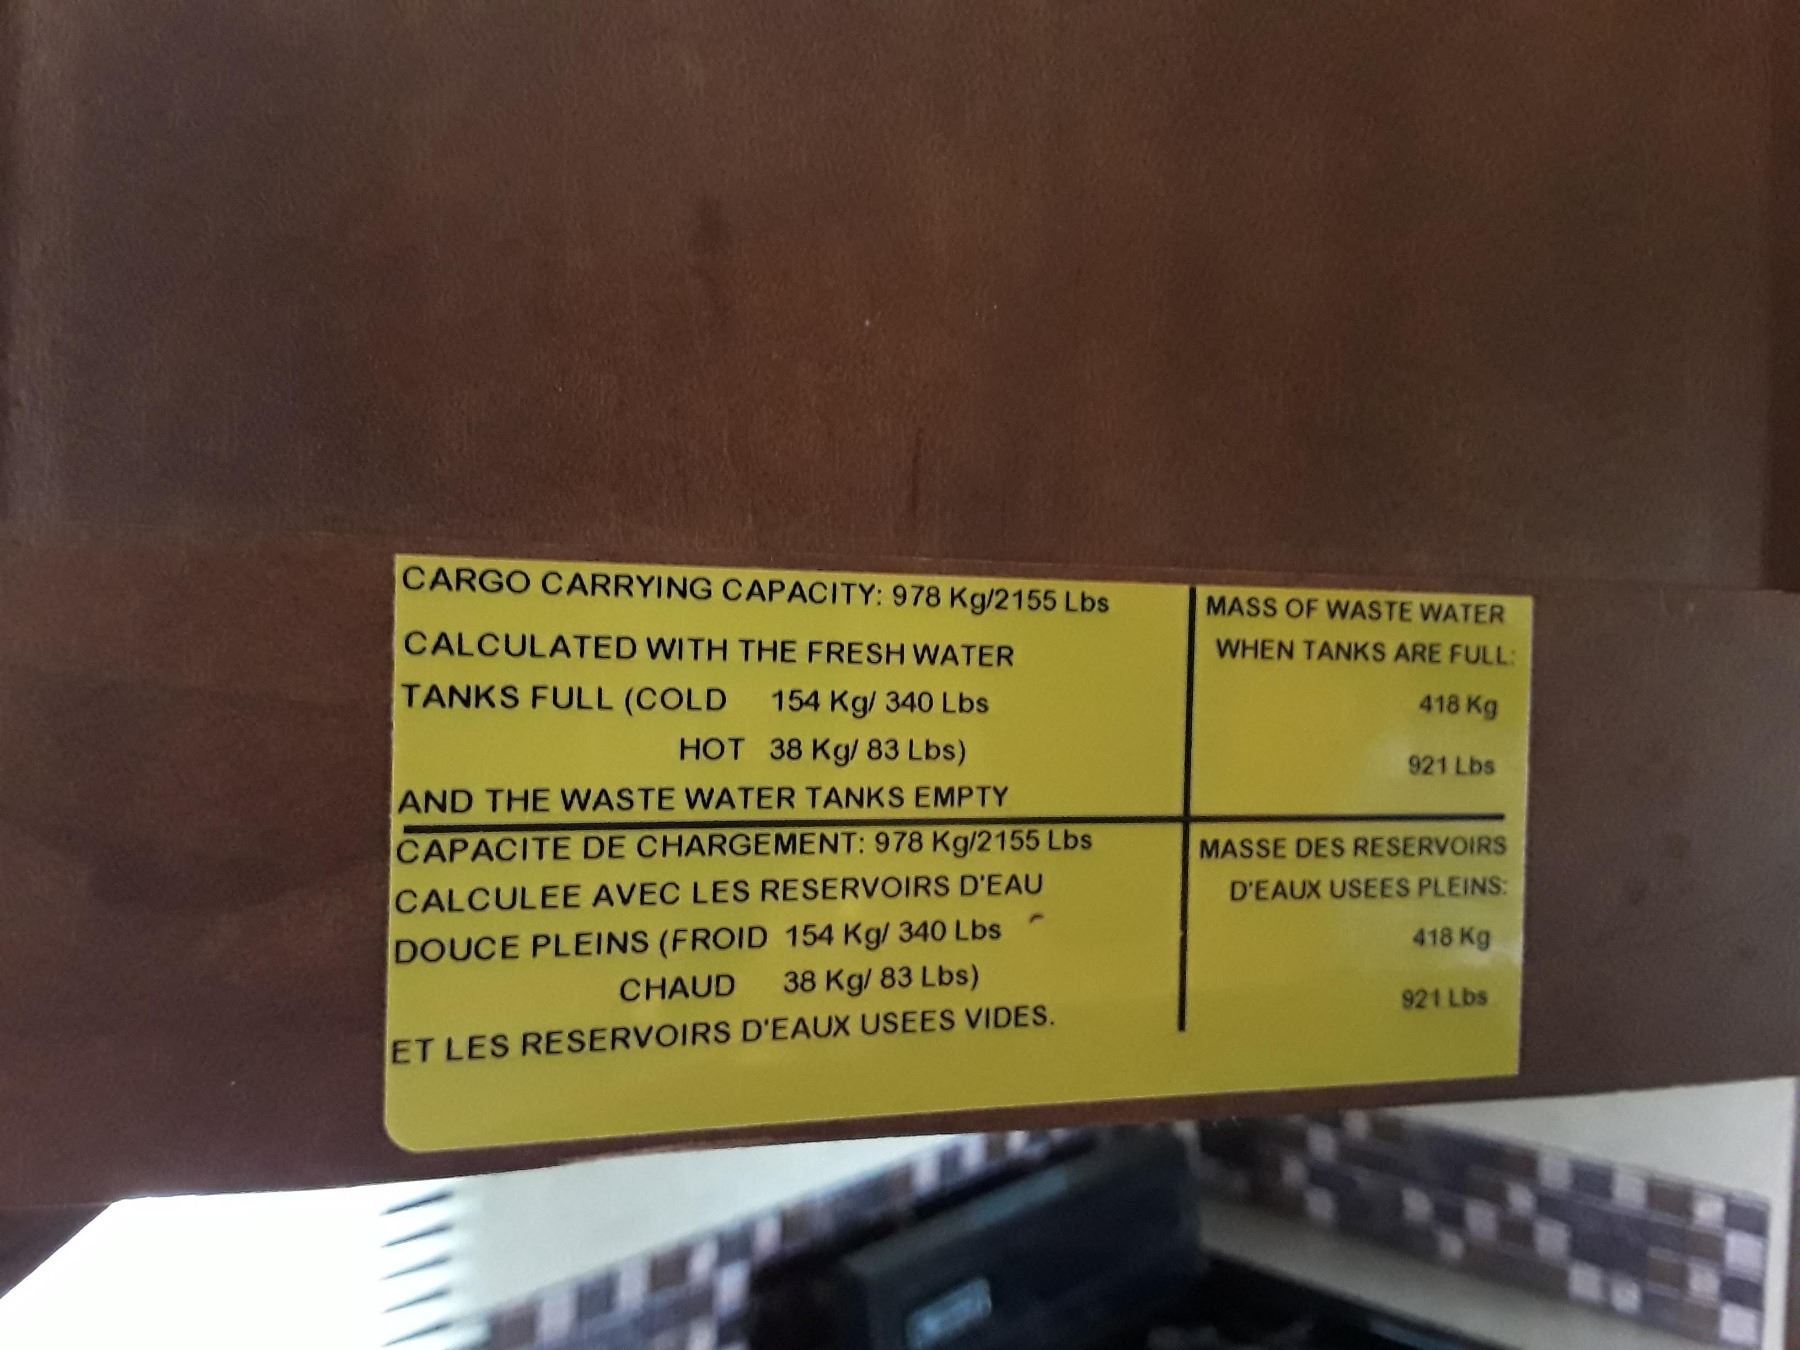 CARGO CARRYING CAPACITY: 978 Kg/2155 Lbs
CALCULATED WITH THE FRESH WATER
TANKS FULL (COLD 154 Kg/ 340 Lbs
HOT 38 Kg/ 83 Lbs)
AND THE WASTE WATER TANKS EMPTY
MASS OF WASTE WATER
WHEN TANKS ARE FULL:
418 Kg
921 Lbs
CAPACITE DE CHARGEMENT: 978 Kg/2155 Lbs
CALCULEE AVEC LES RESERVOIRS D'EAU
DOUCE PLEINS (FROID 154 Kg/ 340 Lbs
CHAUD 38 Kg/ 83 Lbs)
ET LES RESERVOIRS D'EAUX USEES VIDES.
MASSE DES RESERVOIRS
D'EAUX USEES PLEINS:
418 Kg
921 Lbs